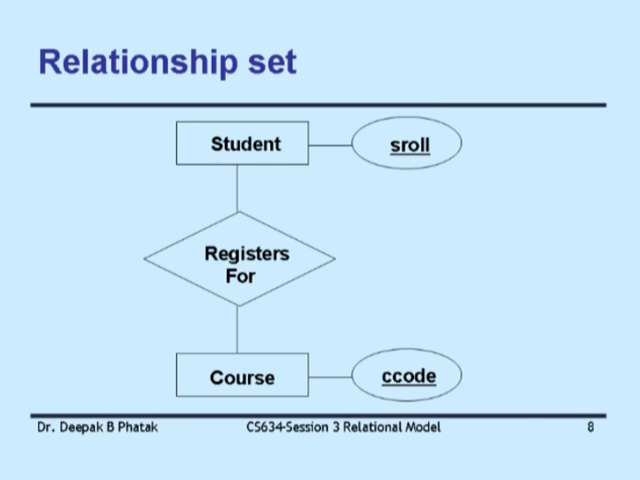 Relationship set
Student
sroll
Registers
For
Course
ccode
Dr. Deepak B Phatak
CS634-Session 3 Relational Model
8